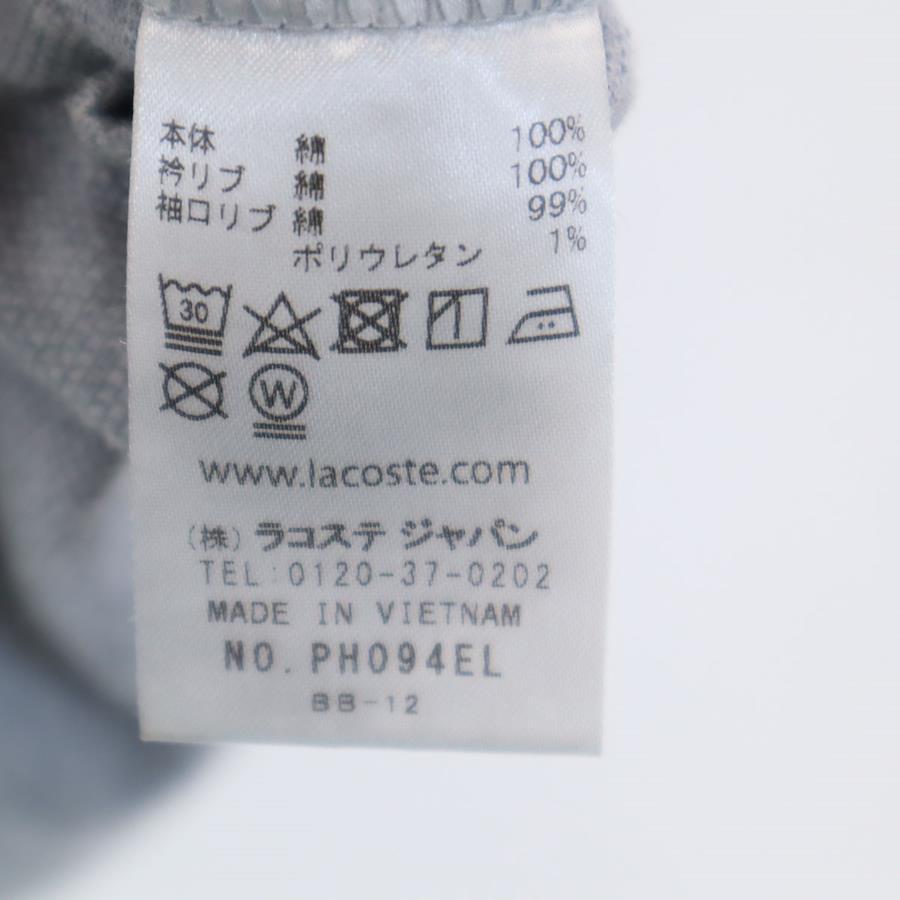 本体 綿 100%
衿リブ 綿 100%
袖口リブ 綿 99%
ポリウレタン 1%
30
W
www.lacoste.com
(株) ラコステ ジャパン
TEL:0120-37-0202
MADE IN VIETNAM
NO. PH094EL
BB-12